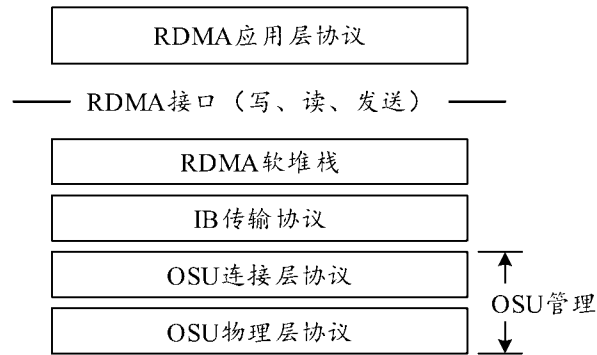 RDMA应用层协议
RDMA接口（写、读、发送）
RDMA软堆栈
IB传输协议
OSU连接层协议
OSU管理
OSU物理层协议